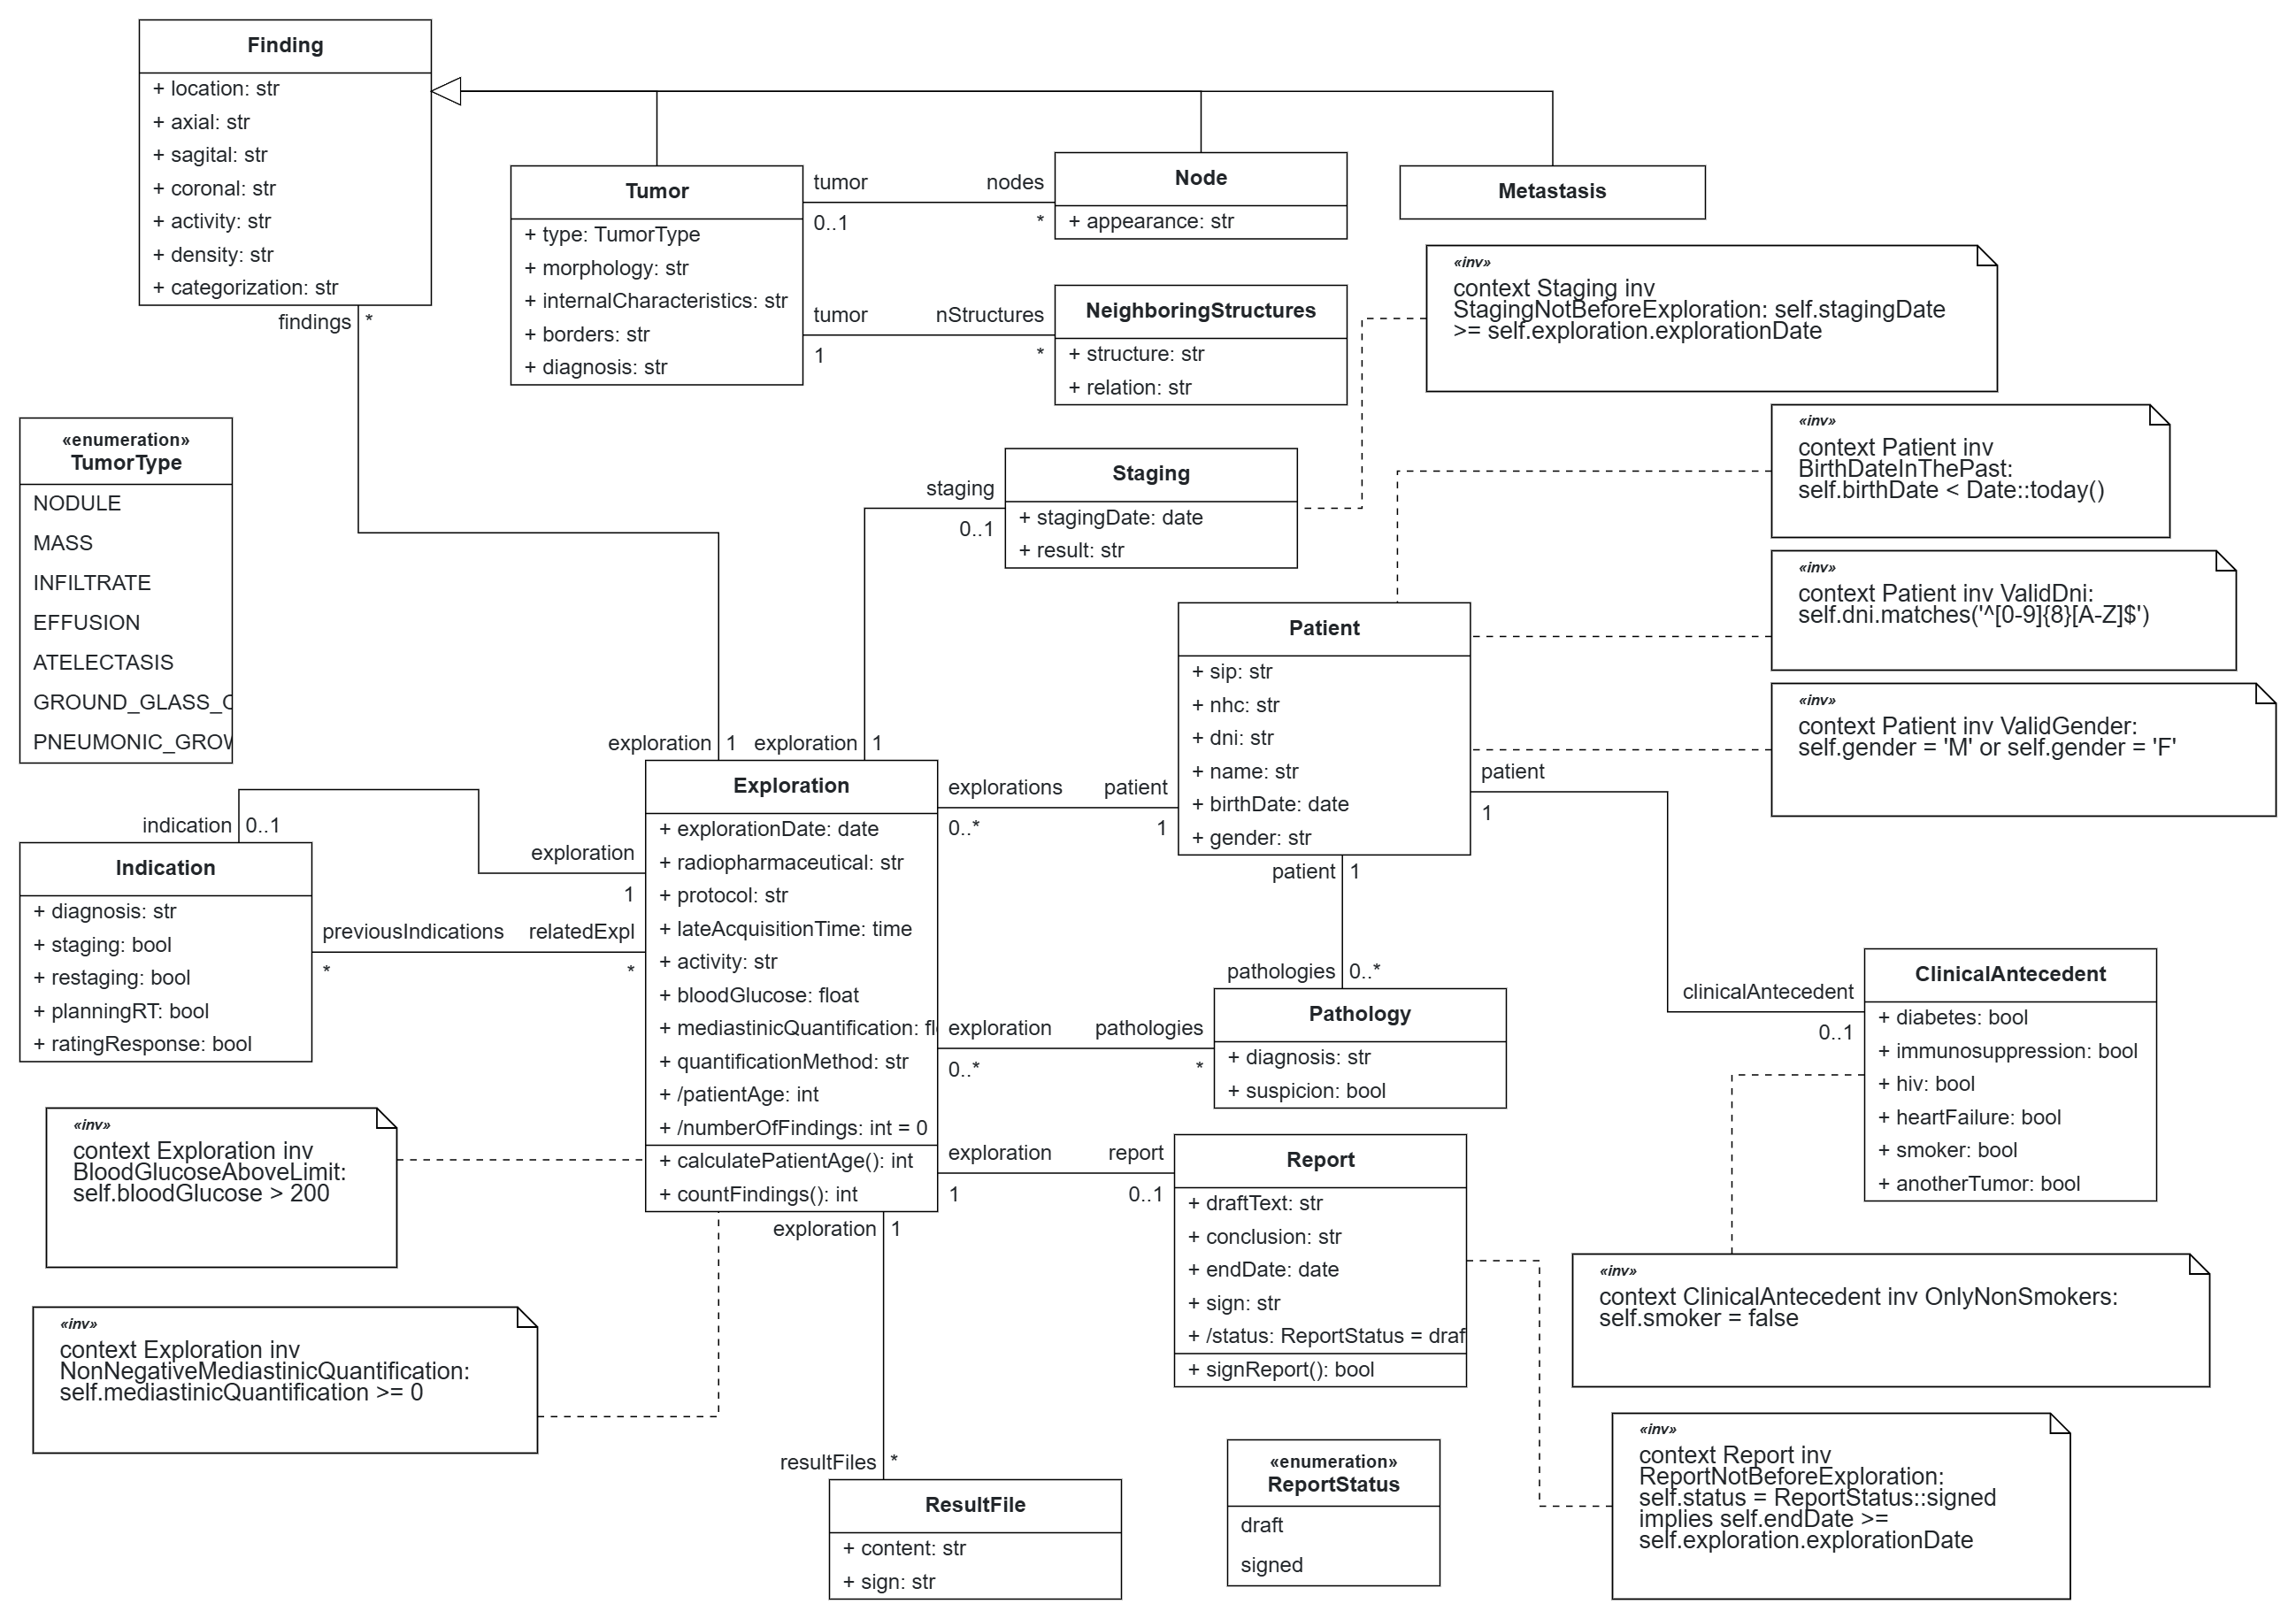 Finding
+ location: str
+ axial: str
+ sagital: str
+ coronal: str
+ activity: str
+ density: str
+ categorization: str
findings
*
Tumor
+ type: TumorType
+ morphology: str
+ internalCharacteristics: str
+ borders: str
+ diagnosis: str
tumor
nodes
0..1
*
Node
+ appearance: str
Metastasis
tumor
nStructures
1
*
NeighboringStructures
+ structure: str
+ relation: str
«inv»
context Staging inv
StagingNotBeforeExploration: self.stagingDate
>= self.exploration.explorationDate
«enumeration»
TumorType
NODULE
MASS
INFILTRATE
EFFUSION
ATELECTASIS
GROUND_GLASS_
PNEUMONIC_GRO
staging
0..1
Staging
+ stagingDate: date
+ result: str
«inv»
context Patient inv
BirthDateInThePast:
self.birthDate < Date::today()
«inv»
context Patient inv ValidDni:
self.dni.matches('^[0-9]{8}[A-Z]$')
«inv»
context Patient inv ValidGender:
self.gender = 'M' or self.gender = 'F'
Patient
+ sip: str
+ nhc: str
+ dni: str
+ name: str
+ birthDate: date
+ gender: str
exploration 1
exploration 1
Exploration
+ explorationDate: date
+ radiopharmaceutical: str
+ protocol: str
+ lateAcquisitionTime: time
+ activity: str
+ bloodGlucose: float
+ mediastinicQuantification: fl
+ quantificationMethod: str
+ /patientAge: int
+ /numberOfFindings: int = 0
+ calculatePatientAge(): int
+ countFindings(): int
explorations
patient
0..*
1
patient
1
indication 0..1
exploration
1
Indication
+ diagnosis: str
+ staging: bool
+ restaging: bool
+ planningRT: bool
+ ratingResponse: bool
previousIndications
relatedExpl
*
*
patient 1
pathologies 0..*
Pathology
+ diagnosis: str
+ suspicion: bool
exploration
pathologies
0..*
*
clinicalAntecedent
0..1
ClinicalAntecedent
+ diabetes: bool
+ immunosuppression: bool
+ hiv: bool
+ heartFailure: bool
+ smoker: bool
+ anotherTumor: bool
«inv»
context Exploration inv
BloodGlucoseAboveLimit:
self.bloodGlucose > 200
exploration
report
1
0..1
Report
+ draftText: str
+ conclusion: str
+ endDate: date
+ sign: str
+ /status: ReportStatus = draf
+ signReport(): bool
exploration 1
«inv»
context ClinicalAntecedent inv OnlyNonSmokers:
self.smoker = false
«inv»
context Exploration inv
NonNegativeMediastinicQuantification:
self.mediastinicQuantification >= 0
«inv»
context Report inv
ReportNotBeforeExploration:
self.status = ReportStatus::signed
implies self.endDate >=
self.exploration.explorationDate
resultFiles *
ResultFile
+ content: str
+ sign: str
«enumeration»
ReportStatus
draft
signed